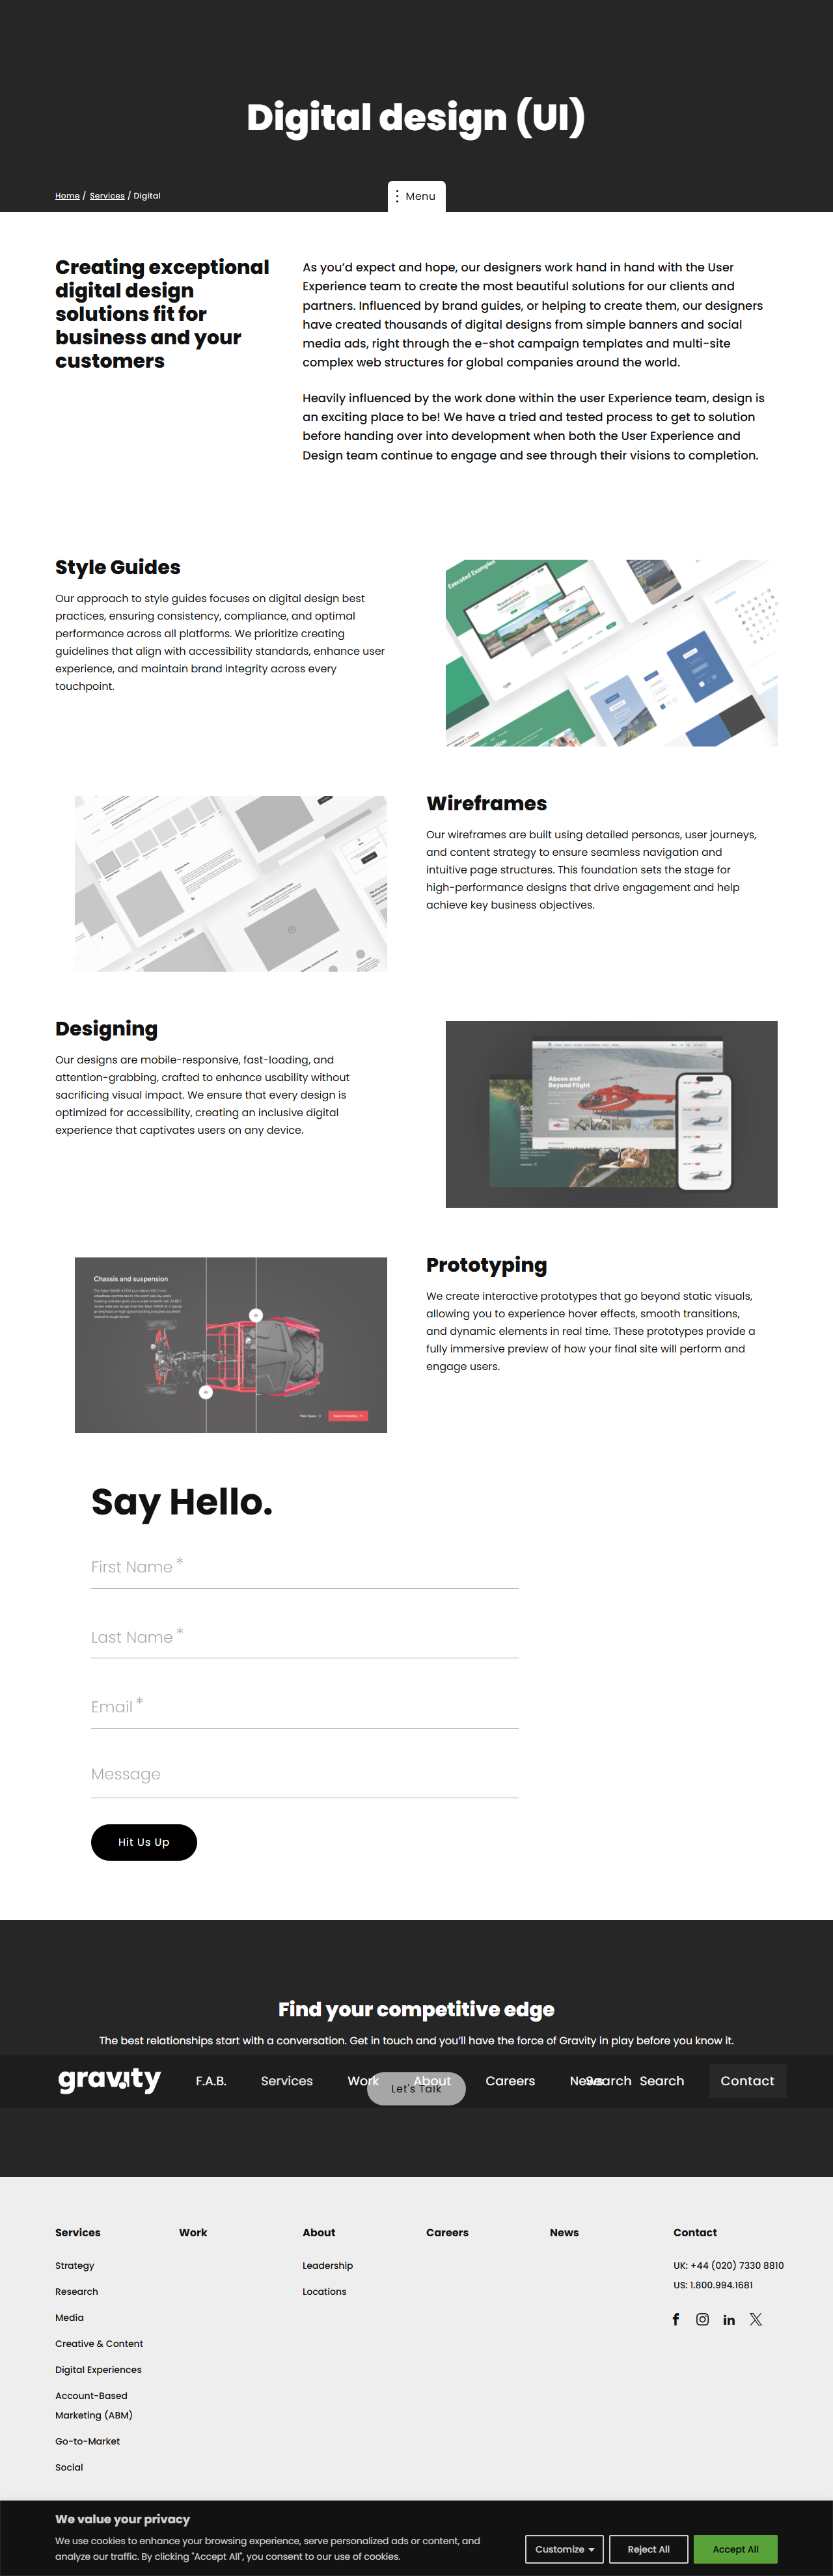 Digital design (UI)
Home / Services / Digital
Menu
Creating exceptional
digital design
solutions fit for
business and your
customers
As you’d expect and hope, our designers work hand in hand with the User
Experience team to create the most beautiful solutions for our clients and
partners. Influenced by brand guides, or helping to create them, our designers
have created thousands of digital designs from simple banners and social
media ads, right through the e-shot campaign templates and multi-site
complex web structures for global companies around the world.
Heavily influenced by the work done within the user Experience team, design is
an exciting place to be! We have a tried and tested process to get to solution
before handing over into development when both the User Experience and
Design team continue to engage and see through their visions to completion.
Style Guides
Our approach to style guides focuses on digital design best
practices, ensuring consistency, compliance, and optimal
performance across all platforms. We prioritize creating
guidelines that align with accessibility standards, enhance user
experience, and maintain brand integrity across every
touchpoint.
Executed Examples
Wireframes
Our wireframes are built using detailed personas, user journeys,
and content strategy to ensure seamless navigation and
intuitive page structures. This foundation sets the stage for
high-performance designs that drive engagement and help
achieve key business objectives.
Designing
Our designs are mobile-responsive, fast-loading, and
attention-grabbing, crafted to enhance usability without
sacrificing visual impact. We ensure that every design is
optimized for accessibility, creating an inclusive digital
experience that captivates users on any device.
Above and
Beyond Flight
Chassis and suspension
Prototyping
We create interactive prototypes that go beyond static visuals,
allowing you to experience hover effects, smooth transitions,
and dynamic elements in real time. These prototypes provide a
fully immersive preview of how your final site will perform and
engage users.
Say Hello.
First Name *
Last Name *
Email *
Message
Hit Us Up
Find your competitive edge
The best relationships start with a conversation. Get in touch and you’ll have the force of Gravity in play before you know it.
gravity F.A.B. Services Work About Careers News Search Search Contact
Let's Talk
Services
Strategy
Research
Media
Creative & Content
Digital Experiences
Account-Based
Marketing (ABM)
Go-to-Market
Social
Work
About
Leadership
Locations
Careers
News
Contact
UK: +44 (020) 7330 8810
US: 1.800.994.1681
We value your privacy
We use cookies to enhance your browsing experience, serve personalized ads or content, and
analyze our traffic. By clicking "Accept All", you consent to our use of cookies.
Customize
Reject All
Accept All